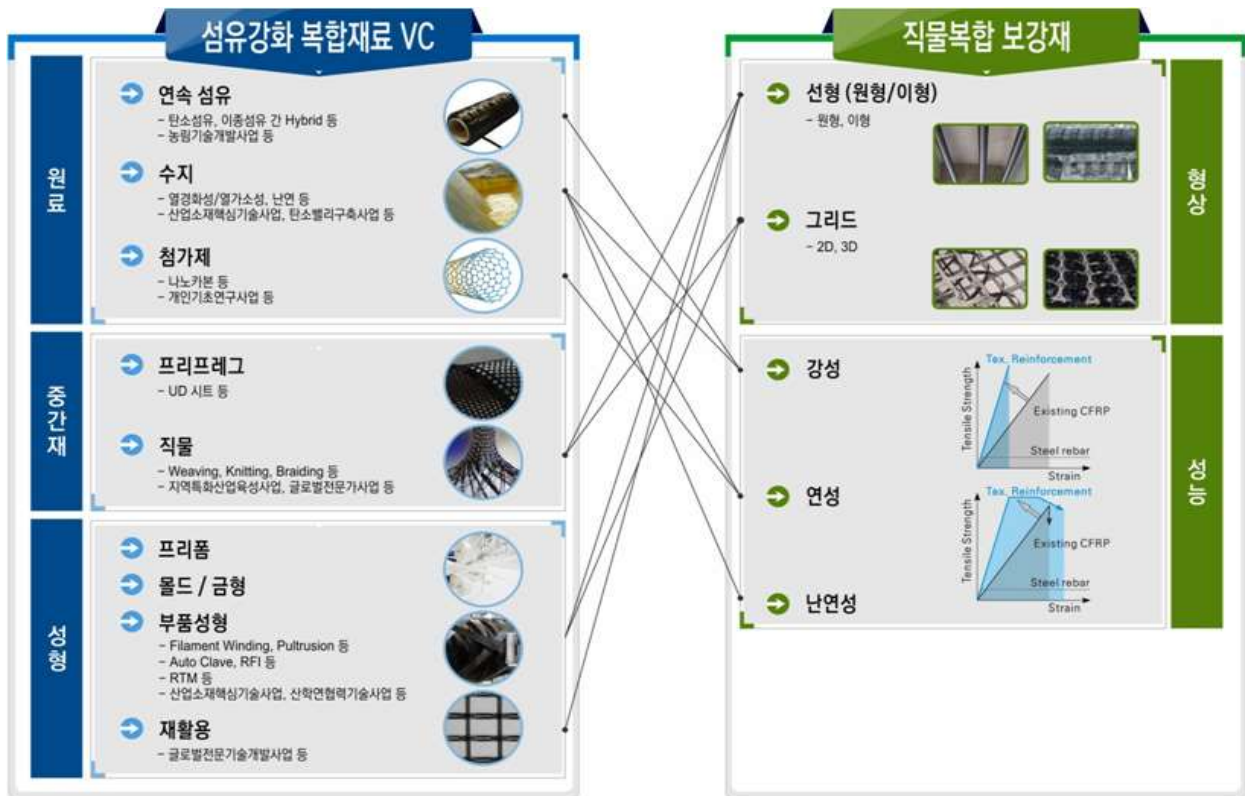 섬유강화 복합재료 VC
원료
연속 섬유
- 탄소섬유, 이종섬유 간 Hybrid 등
- 농림기술개발사업 등
수지
- 열경화성/열가소성, 난연 등
- 산업소재핵심기술사업, 탄소밸리구축사업 등
첨가제
- 나노카본 등
- 개인기초연구사업 등
중간재
프리프레그
- UD 시트 등
직물
- Weaving, Knitting, Braiding 등
- 지역특화산업육성사업, 글로벌전문가사업 등
성형
프리폼
몰드 / 금형
부품성형
- Filament Winding, Pultrusion 등
- Auto Clave, RFI 등
- RTM 등
- 산업소재핵심기술사업, 산학연협력기술사업 등
재활용
- 글로벌전문기술개발사업 등
직물복합 보강재
형상
선형 (원형/이형)
- 원형, 이형
그리드
- 2D, 3D
성능
강성
Tensile Strength
Tex. Reinforcement
Existing CFRP
Steel rebar
Strain
연성
Tensile Strength
Tex. Reinforcement
Existing CFRP
Steel rebar
Strain
난연성